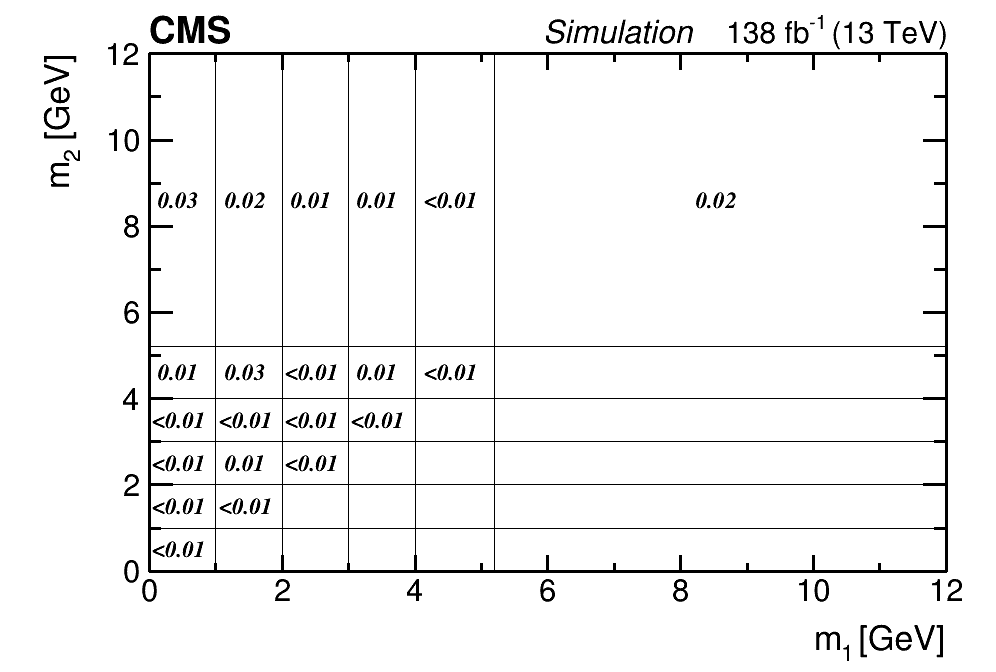 CMS Simulation 138 fb⁻¹ (13 TeV)
m₂ [GeV]
12
10
8
6
4
2
0
0.03 0.02 0.01 0.01 <0.01 0.02
0.01 0.03 <0.01 0.01 <0.01
<0.01 <0.01 <0.01 <0.01
<0.01 0.01 <0.01
<0.01 <0.01
<0.01
0 2 4 6 8 10 12
m₁ [GeV]